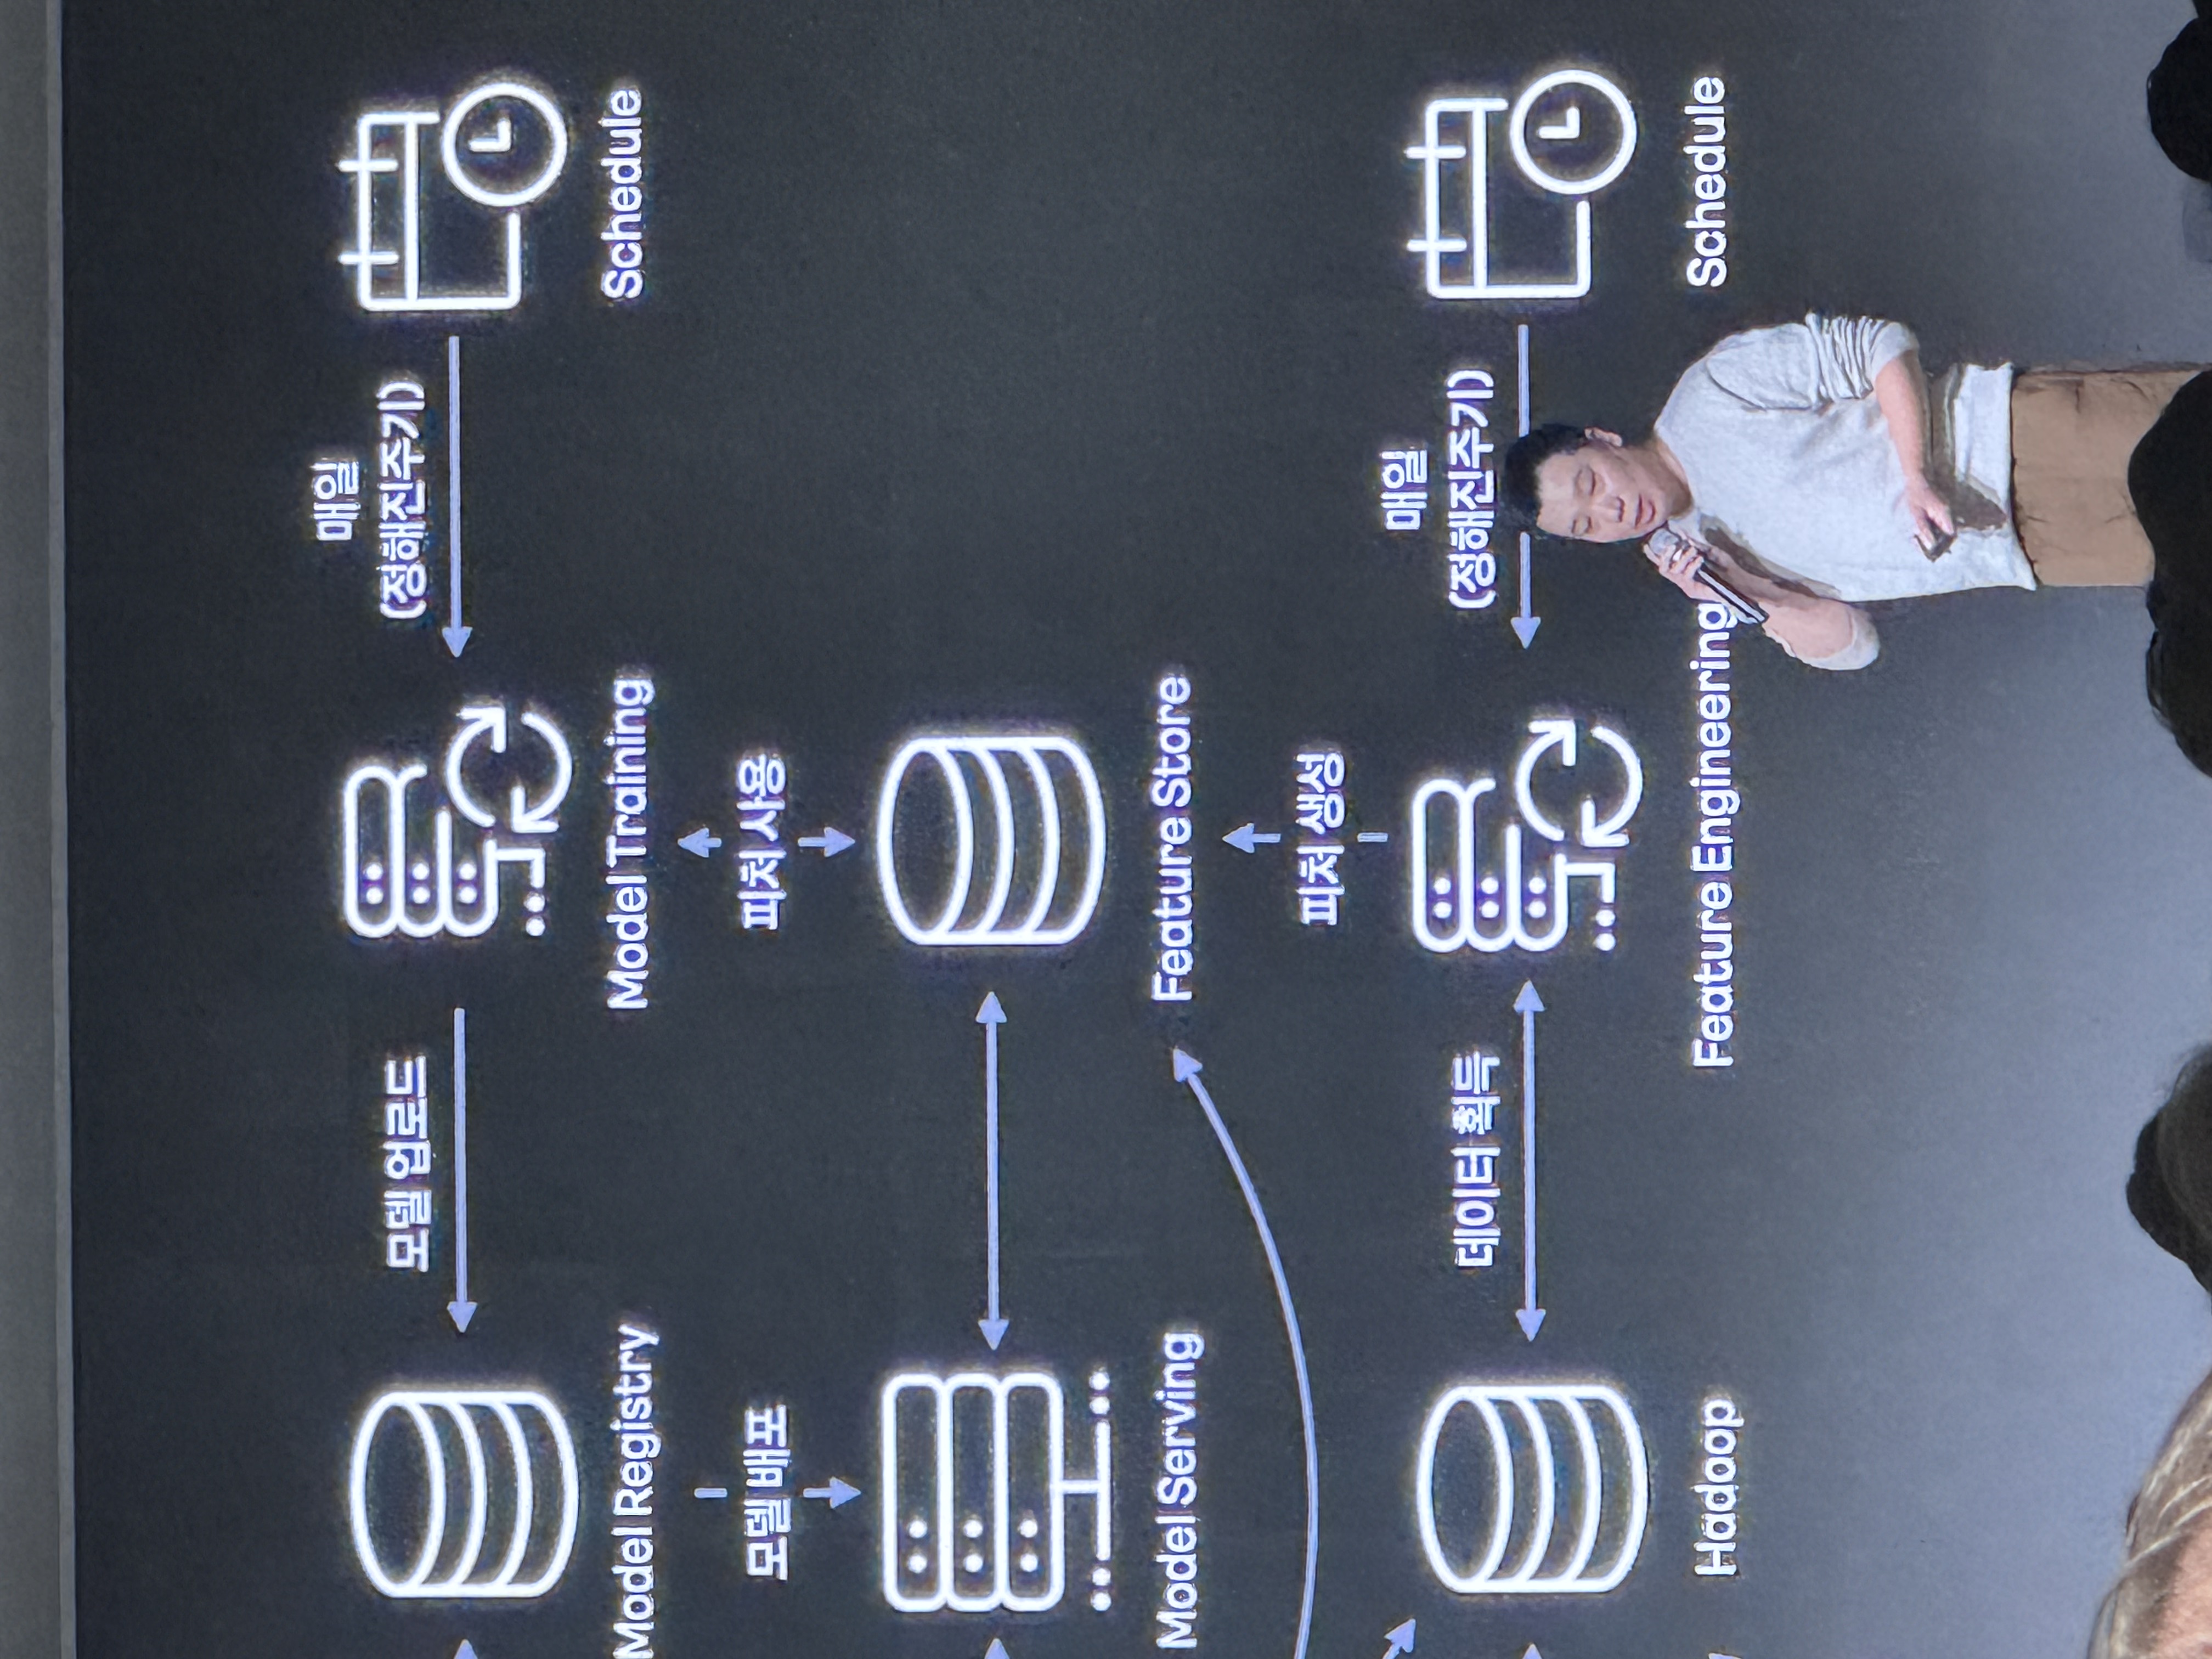 매일
(정해진주기)
모델 업로드
Model Registry
Model Training
Schedule
모델 배포
피처 사용
Model Serving
Feature Store
피처 생성
매일
(정해진주기)
데이터 획득
Hadoop
Feature Engineering
Schedule